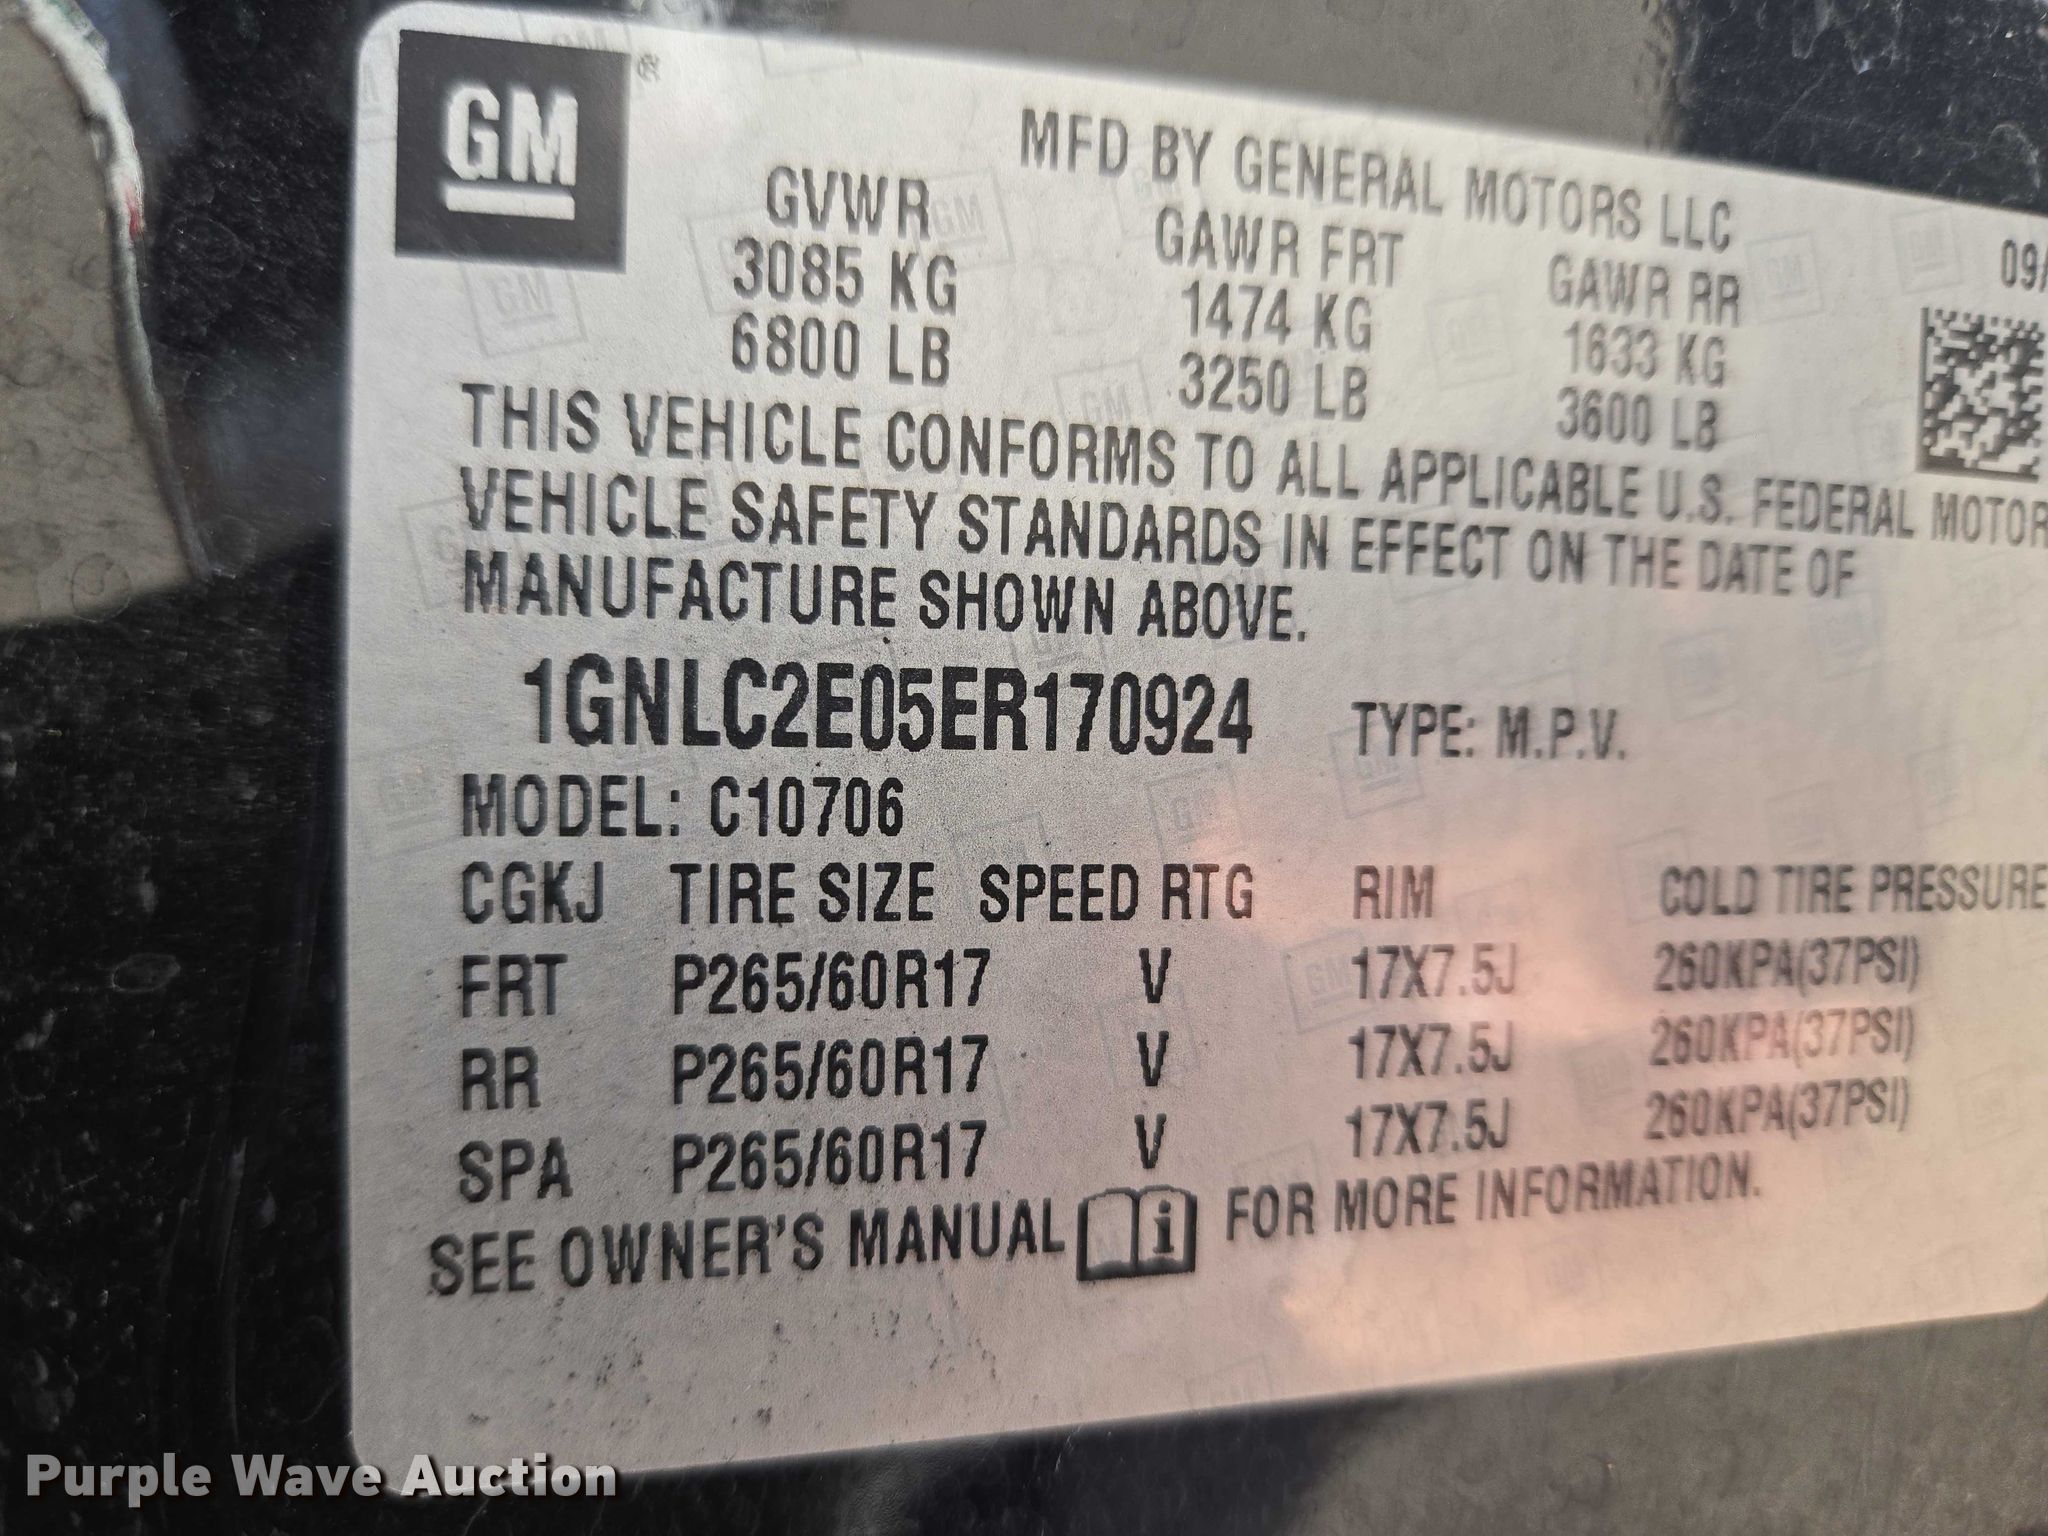 GM®
MFD BY GENERAL MOTORS LLC
GVWR GAWR FRT GAWR RR 09/
3085 KG 1474 KG 1633 KG
6800 LB 3250 LB 3600 LB
THIS VEHICLE CONFORMS TO ALL APPLICABLE U.S. FEDERAL MOTOR
VEHICLE SAFETY STANDARDS IN EFFECT ON THE DATE OF
MANUFACTURE SHOWN ABOVE.
1GNLC2E05ER170924 TYPE: M.P.V.
MODEL: C10706
CGKJ TIRE SIZE SPEED RTG RIM COLD TIRE PRESSURE
FRT P265/60R17 V 17X7.5J 260KPA(37PSI)
RR P265/60R17 V 17X7.5J 260KPA(37PSI)
SPA P265/60R17 V 17X7.5J 260KPA(37PSI)
SEE OWNER'S MANUAL i FOR MORE INFORMATION.
Purple Wave Auction